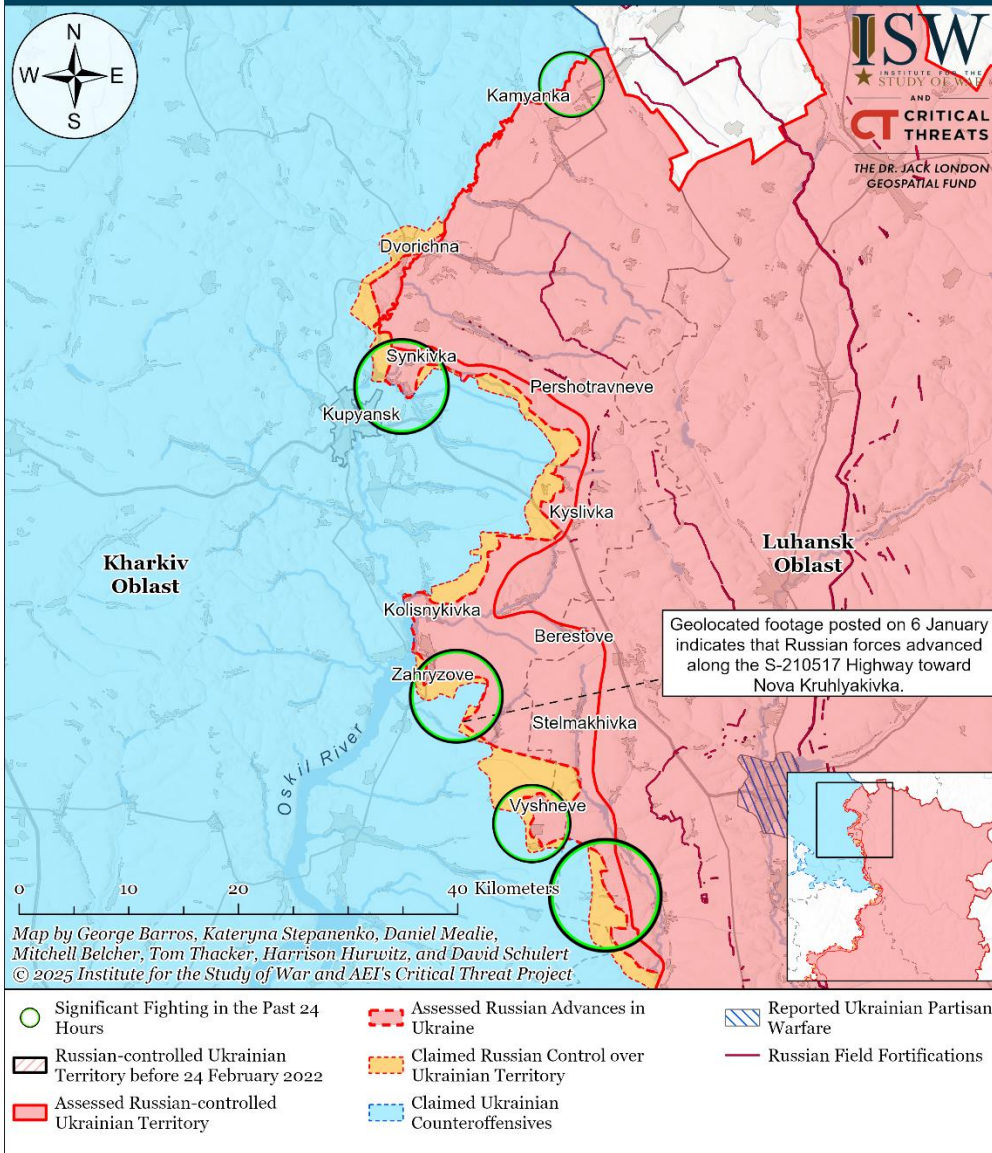 N
W E
S
ISW
INSTITUTE FOR THE
STUDY OF WAR
AND
CT CRITICAL
THREATS
THE DR. JACK LONDON
GEOSPATIAL FUND
Kamyanka
Dvorichna
Synkivka
Pershotravneve
Kupyansk
Kyslivka
Kharkiv
Oblast
Luhansk
Oblast
Kolisnykivka
Berestove
Geolocated footage posted on 6 January
indicates that Russian forces advanced
along the S-210517 Highway toward
Nova Kruhlyakivka.
Zahryzove
Stelmakhivka
Oskil River
Vyshneve
0 10 20 40 Kilometers
Map by George Barros, Kateryna Stepanenko, Daniel Mealie,
Mitchell Belcher, Tom Thacker, Harrison Hurwitz, and David Schulert
© 2025 Institute for the Study of War and AEI's Critical Threat Project
Significant Fighting in the Past 24
Hours
Russian-controlled Ukrainian
Territory before 24 February 2022
Assessed Russian-controlled
Ukrainian Territory
Assessed Russian Advances in
Ukraine
Claimed Russian Control over
Ukrainian Territory
Claimed Ukrainian
Counteroffensives
Reported Ukrainian Partisan
Warfare
Russian Field Fortifications